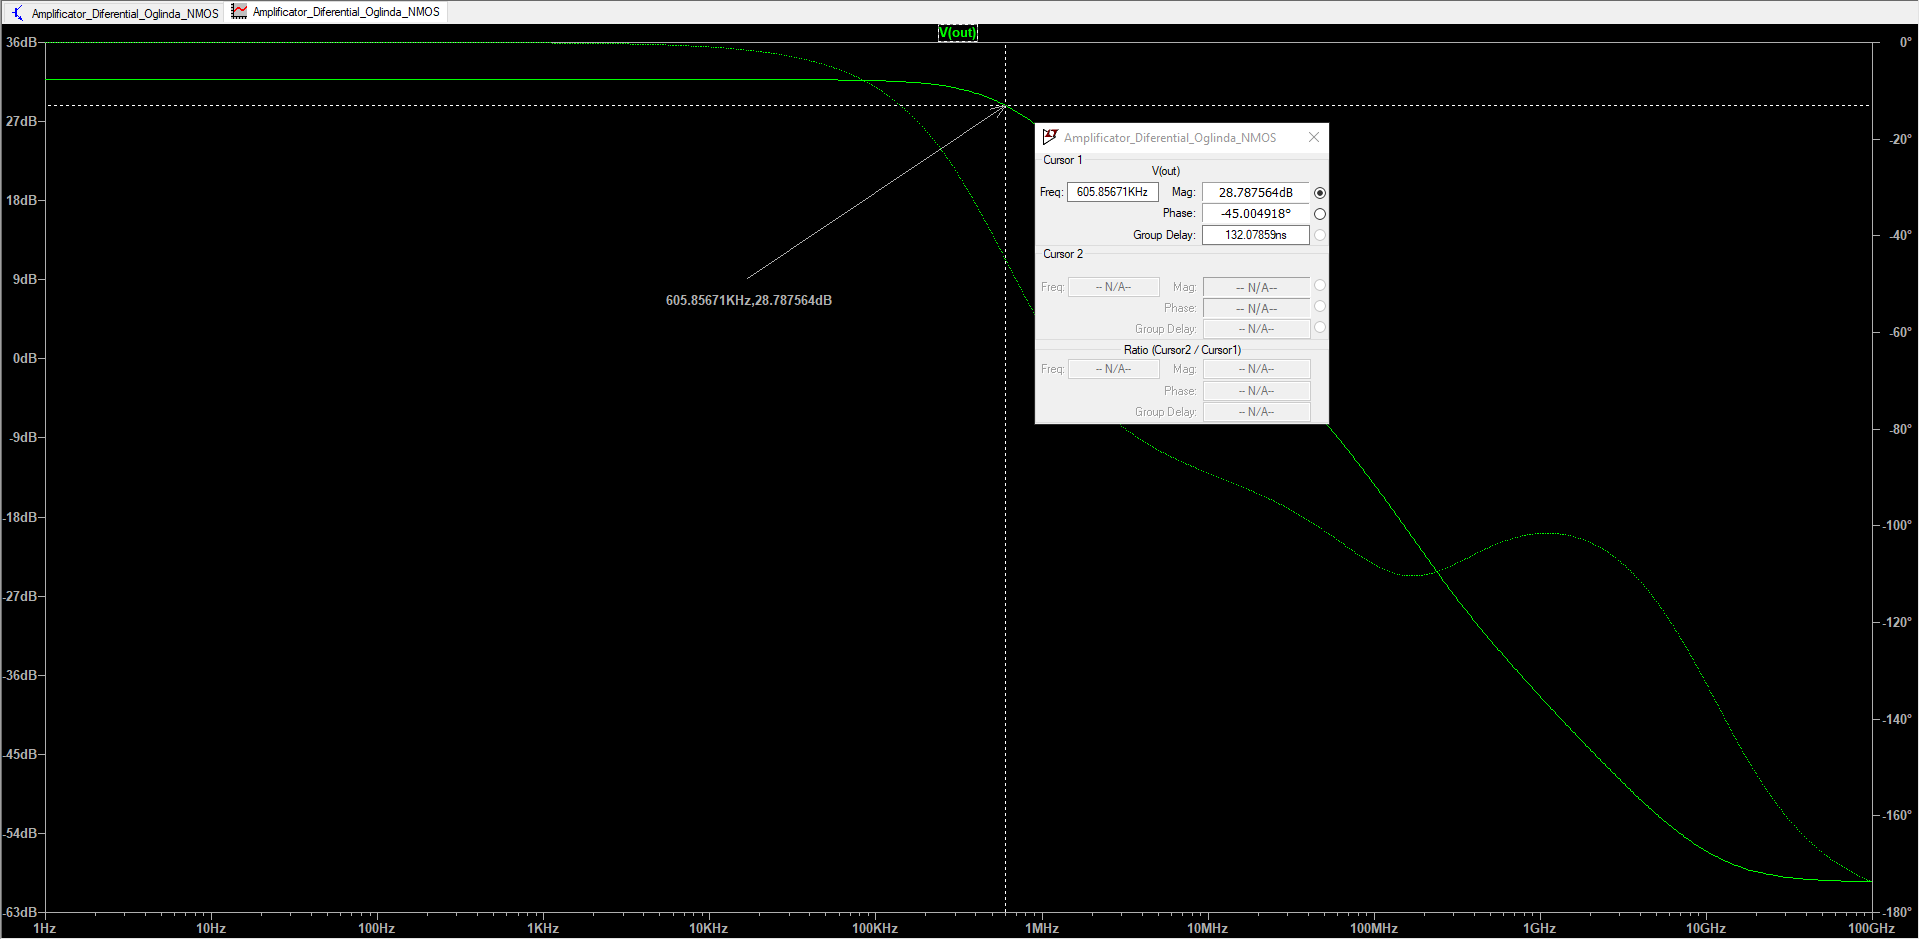 Amplificator_Diferential_Oglinda_NMOS Amplificator_Diferential_Oglinda_NMOS
V(out)
36dB 0°
27dB -20°
18dB -40°
9dB -60°
0dB -80°
-9dB -100°
-18dB -120°
-27dB -140°
-36dB -160°
-45dB -180°
-54dB
-63dB
605.85671KHz,28.787564dB
Amplificator_Diferential_Oglinda_NMOS
Cursor 1
V(out)
Freq: 605.85671KHz Mag: 28.787564dB
Phase: -45.004918°
Group Delay: 132.07859ns
Cursor 2
Freq: -- N/A-- Mag: -- N/A--
Phase: -- N/A--
Group Delay: -- N/A--
Ratio (Cursor2 / Cursor1)
Freq: -- N/A-- Mag: -- N/A--
Phase: -- N/A--
Group Delay: -- N/A--
1Hz 10Hz 100Hz 1KHz 10KHz 100KHz 1MHz 10MHz 100MHz 1GHz 10GHz 100GHz